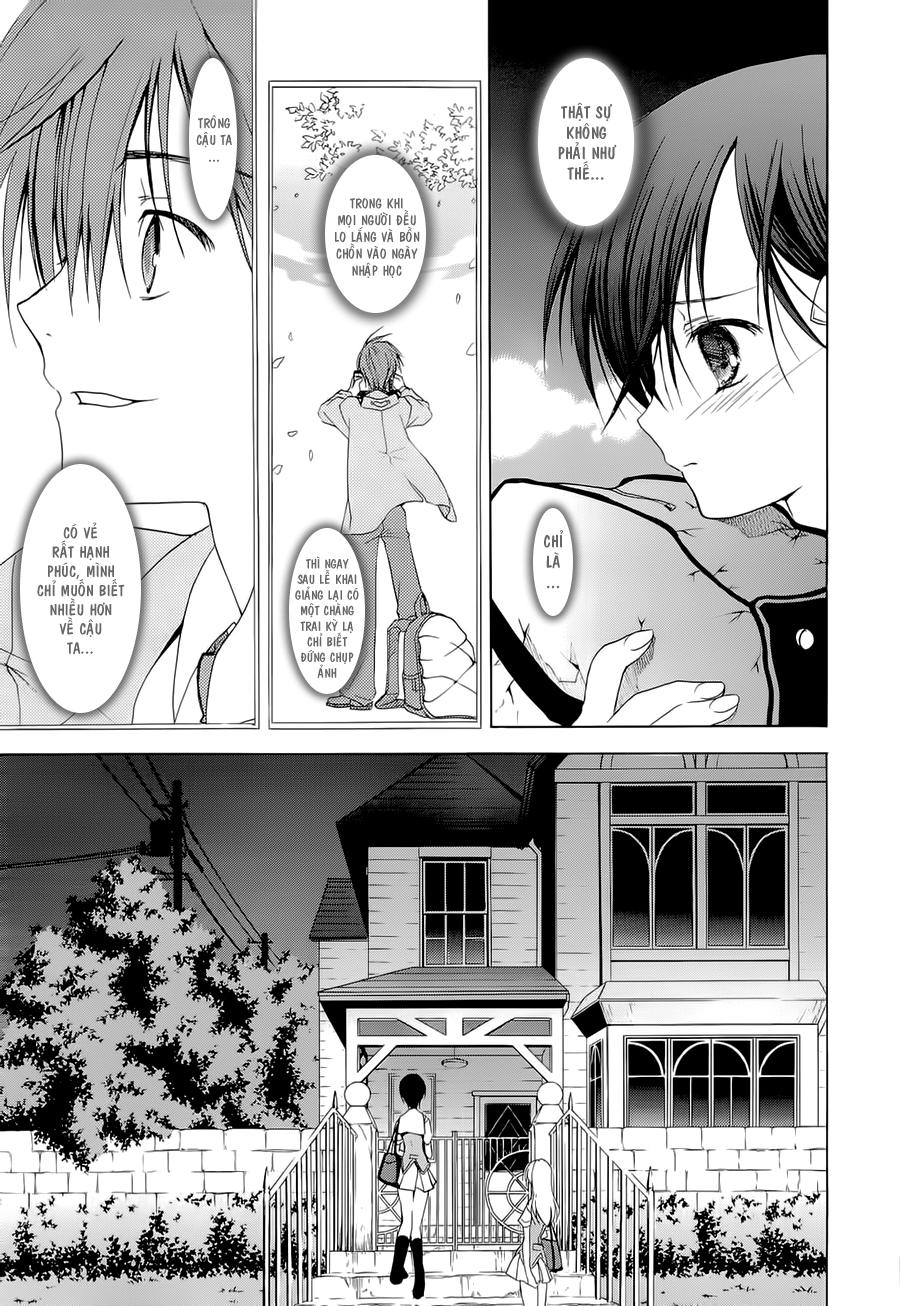 THẬT SỰ
KHÔNG
PHẢI NHƯ
THẾ...
CHỈ
LÀ
...
TRONG KHI
MỌI NGƯỜI ĐỀU
LO LẮNG VÀ BỒN
CHỒN VÀO NGÀY
NHẬP HỌC
THÌ NGAY
SAU LỄ KHAI
GIẢNG LẠI CÓ
MỘT CHÀNG
TRAI KỲ LẠ
CHỈ BIẾT
ĐỨNG CHỤP
ẢNH
TRÔNG
CẬU TA
...
CÓ VẺ
RẤT HẠNH
PHÚC, MÌNH
CHỈ MUỐN BIẾT
NHIỀU HƠN
VỀ CẬU
TA...